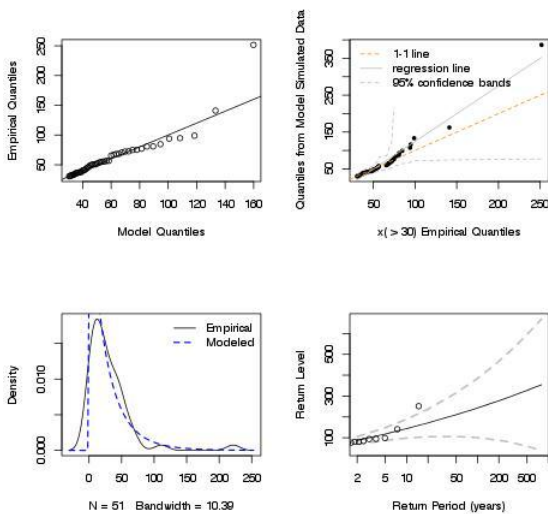 Empirical Quantiles
50 100 150 200 250
40 60 80 100 120 140 160
Model Quantiles
Quantiles from Model Simulated Data
50 150 250 350
1-1 line
regression line
95% confidence bands
50 100 150 200 250
x( > 30) Empirical Quantiles
Density
0.000 0.010
Empirical
Modeled
0 50 100 150 200 250
N = 51 Bandwidth = 10.39
Return Level
100 300 500
2 5 10 50 200 500
Return Period (years)